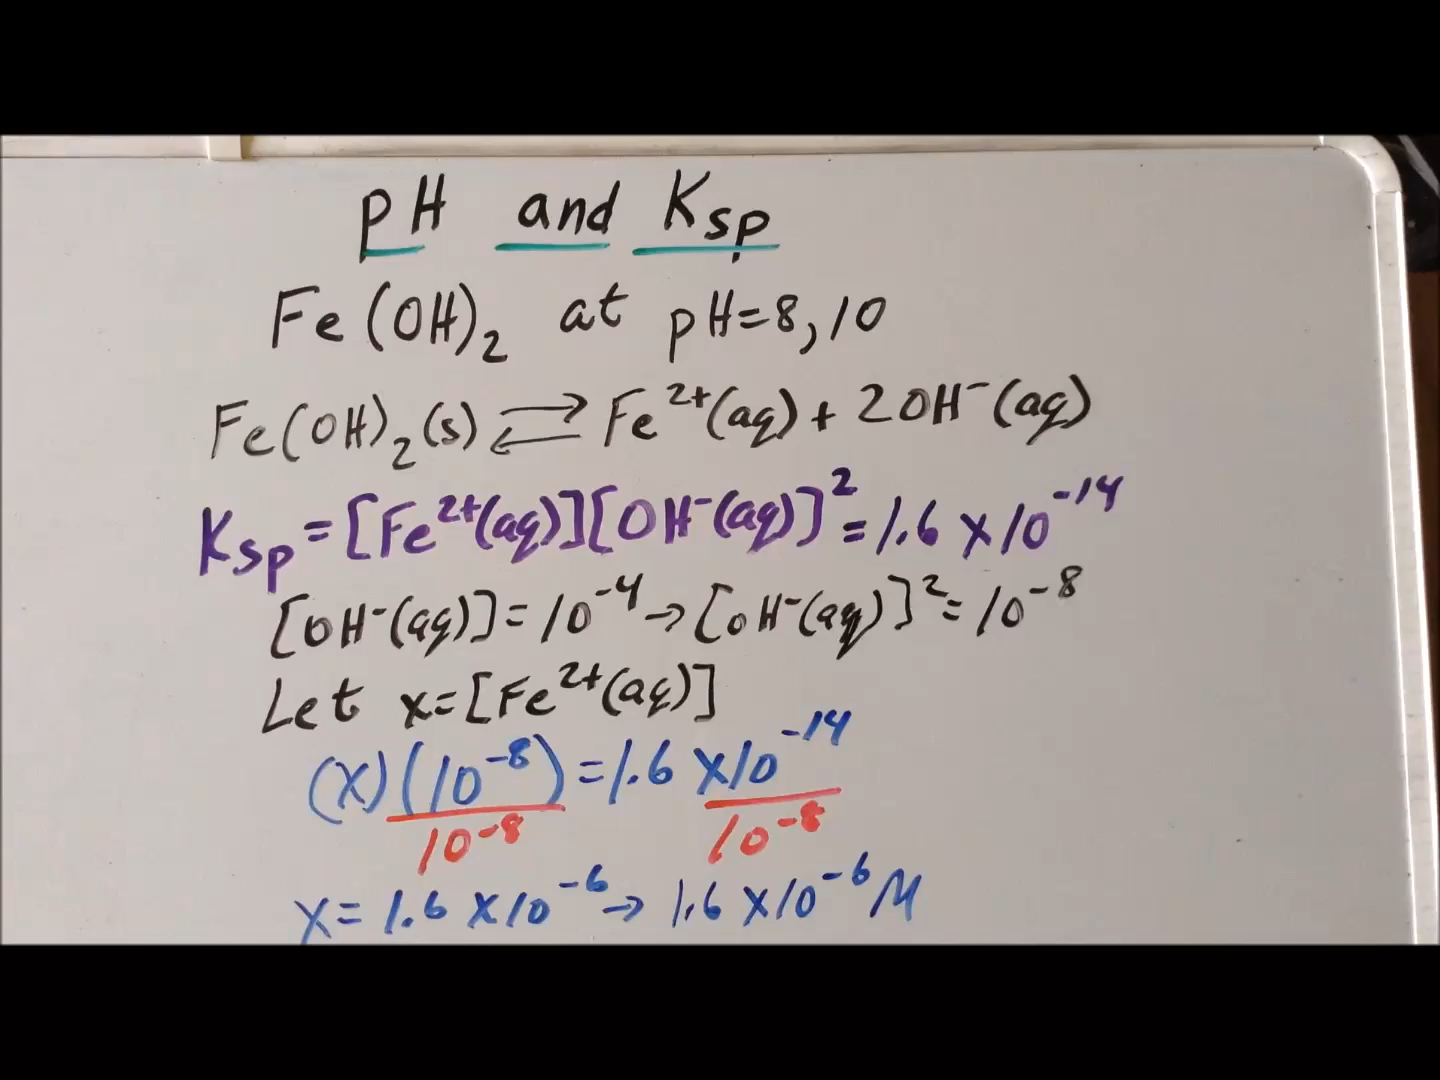 pH and Ksp
Fe(OH)₂ at pH=8,10
Fe(OH)₂(s) ⇌ Fe²⁺(aq) + 2OH⁻(aq)
Ksp = [Fe²⁺(aq)][OH⁻(aq)]² = 1.6 x 10⁻¹⁴
[OH⁻(aq)] = 10⁻⁴ → [OH⁻(aq)]² = 10⁻⁸
Let x = [Fe²⁺(aq)]
(x)(10⁻⁸) = 1.6 x 10⁻¹⁴
10⁻⁸ 10⁻⁸
x = 1.6 x 10⁻⁶ → 1.6 x 10⁻⁶ M